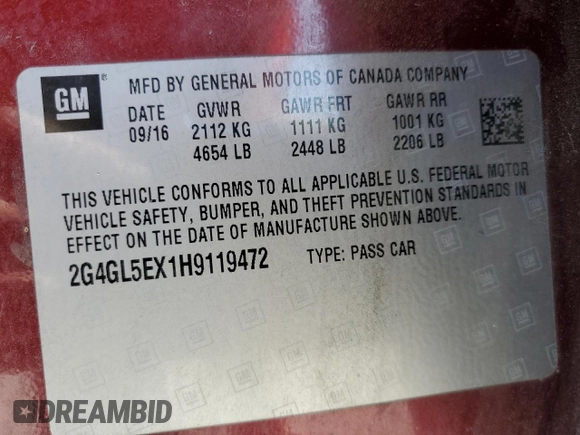 GM
®
MFD BY GENERAL MOTORS OF CANADA COMPANY
DATE GVWR GAWR FRT GAWR RR
09/16 2112 KG 1111 KG 1001 KG
4654 LB 2448 LB 2206 LB
THIS VEHICLE CONFORMS TO ALL APPLICABLE U.S. FEDERAL MOTOR
VEHICLE SAFETY, BUMPER, AND THEFT PREVENTION STANDARDS IN
EFFECT ON THE DATE OF MANUFACTURE SHOWN ABOVE.
2G4GL5EX1H9119472 TYPE: PASS CAR
DREAMBID